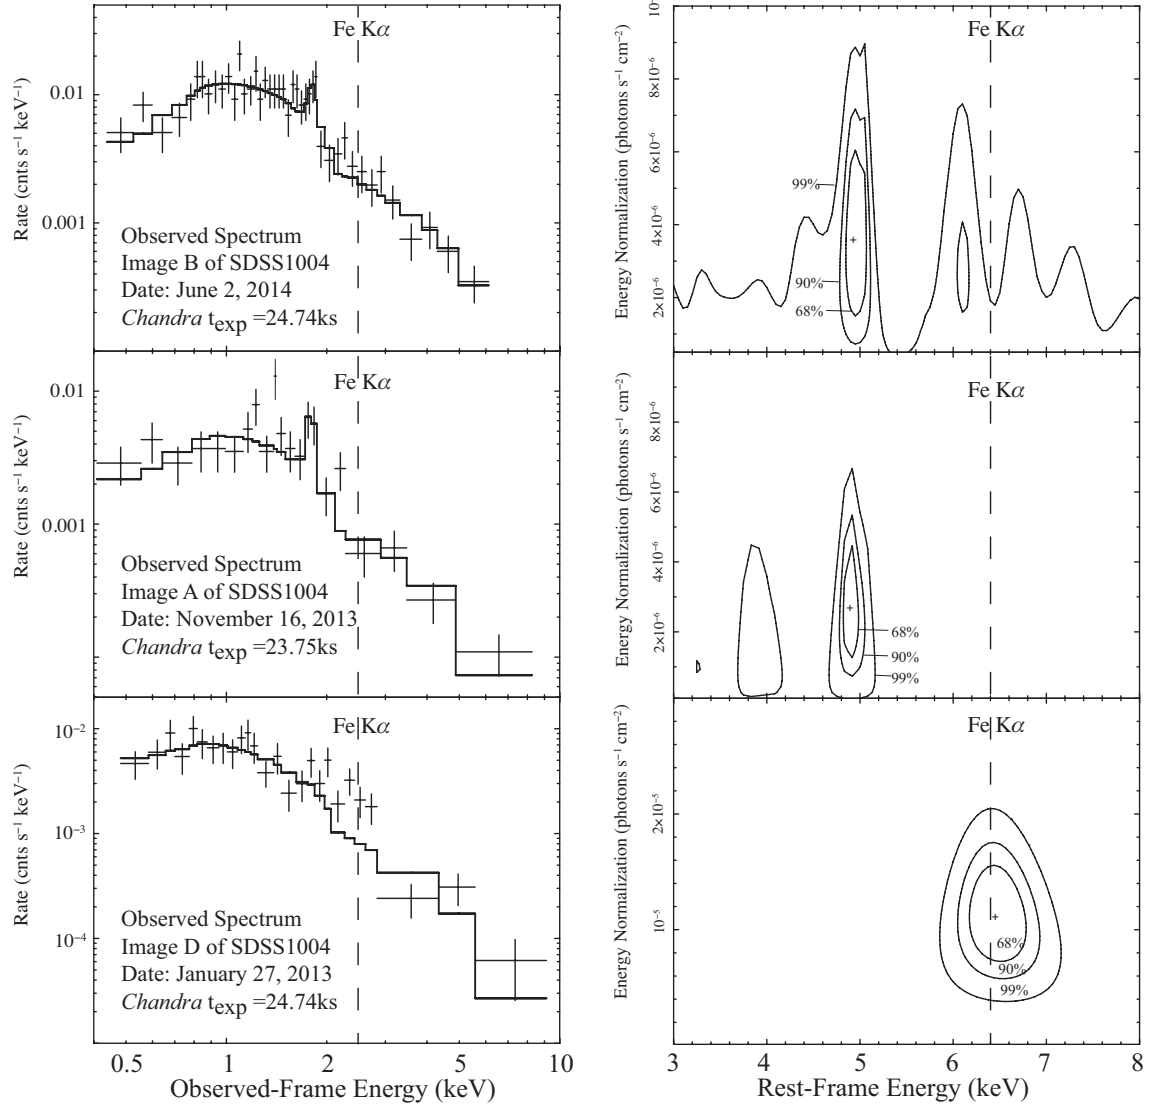 Fe Kα
Rate (cnts s⁻¹ keV⁻¹)
0.01
0.001
Observed Spectrum
Image B of SDSS1004
Date: June 2, 2014
Chandra t_exp =24.74ks
Fe Kα
Rate (cnts s⁻¹ keV⁻¹)
0.01
0.001
Observed Spectrum
Image A of SDSS1004
Date: November 16, 2013
Chandra t_exp =23.75ks
Fe Kα
Rate (cnts s⁻¹ keV⁻¹)
10⁻²
10⁻³
10⁻⁴
Observed Spectrum
Image D of SDSS1004
Date: January 27, 2013
Chandra t_exp =24.74ks
0.5 1 2 5 10
Observed-Frame Energy (keV)
Fe Kα
Energy Normalization (photons s⁻¹ cm⁻²)
8×10⁻⁶
6×10⁻⁶
4×10⁻⁶
2×10⁻⁶
99%
90%
68%
Fe Kα
Energy Normalization (photons s⁻¹ cm⁻²)
8×10⁻⁶
6×10⁻⁶
4×10⁻⁶
2×10⁻⁶
68%
90%
99%
Fe Kα
Energy Normalization (photons s⁻¹ cm⁻²)
2×10⁻⁵
10⁻⁵
68%
90%
99%
3 4 5 6 7 8
Rest-Frame Energy (keV)